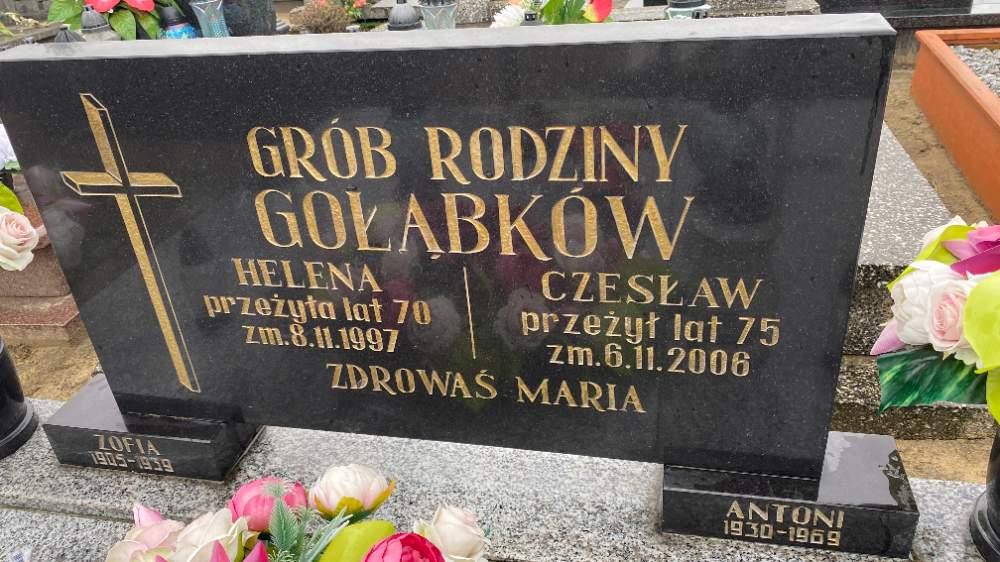 GRÓB RODZINY
GOŁĄBKÓW
HELENA
przeżyła lat 70
zm.8.11.1997
CZESŁAW
przeżył lat 75
zm.6.11.2006
ZDROWAŚ MARIA
ZOFIA
1905-1939
ANTONI
1930-1969